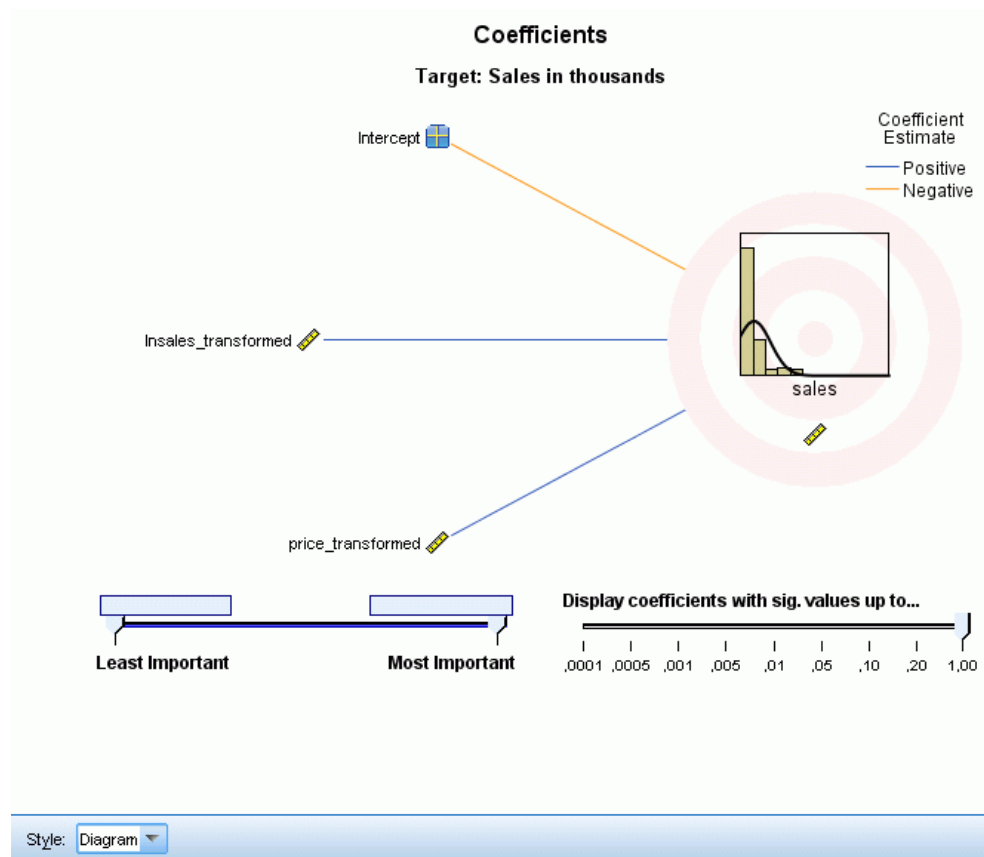 Coefficients
Target: Sales in thousands
Coefficient
Estimate
Positive
Negative
Intercept
lnsales_transformed
sales
price_transformed
Least Important
Most Important
Display coefficients with sig. values up to...
,0001 ,0005 ,001 ,005 ,01 ,05 ,10 ,20 1,00
Style: Diagram